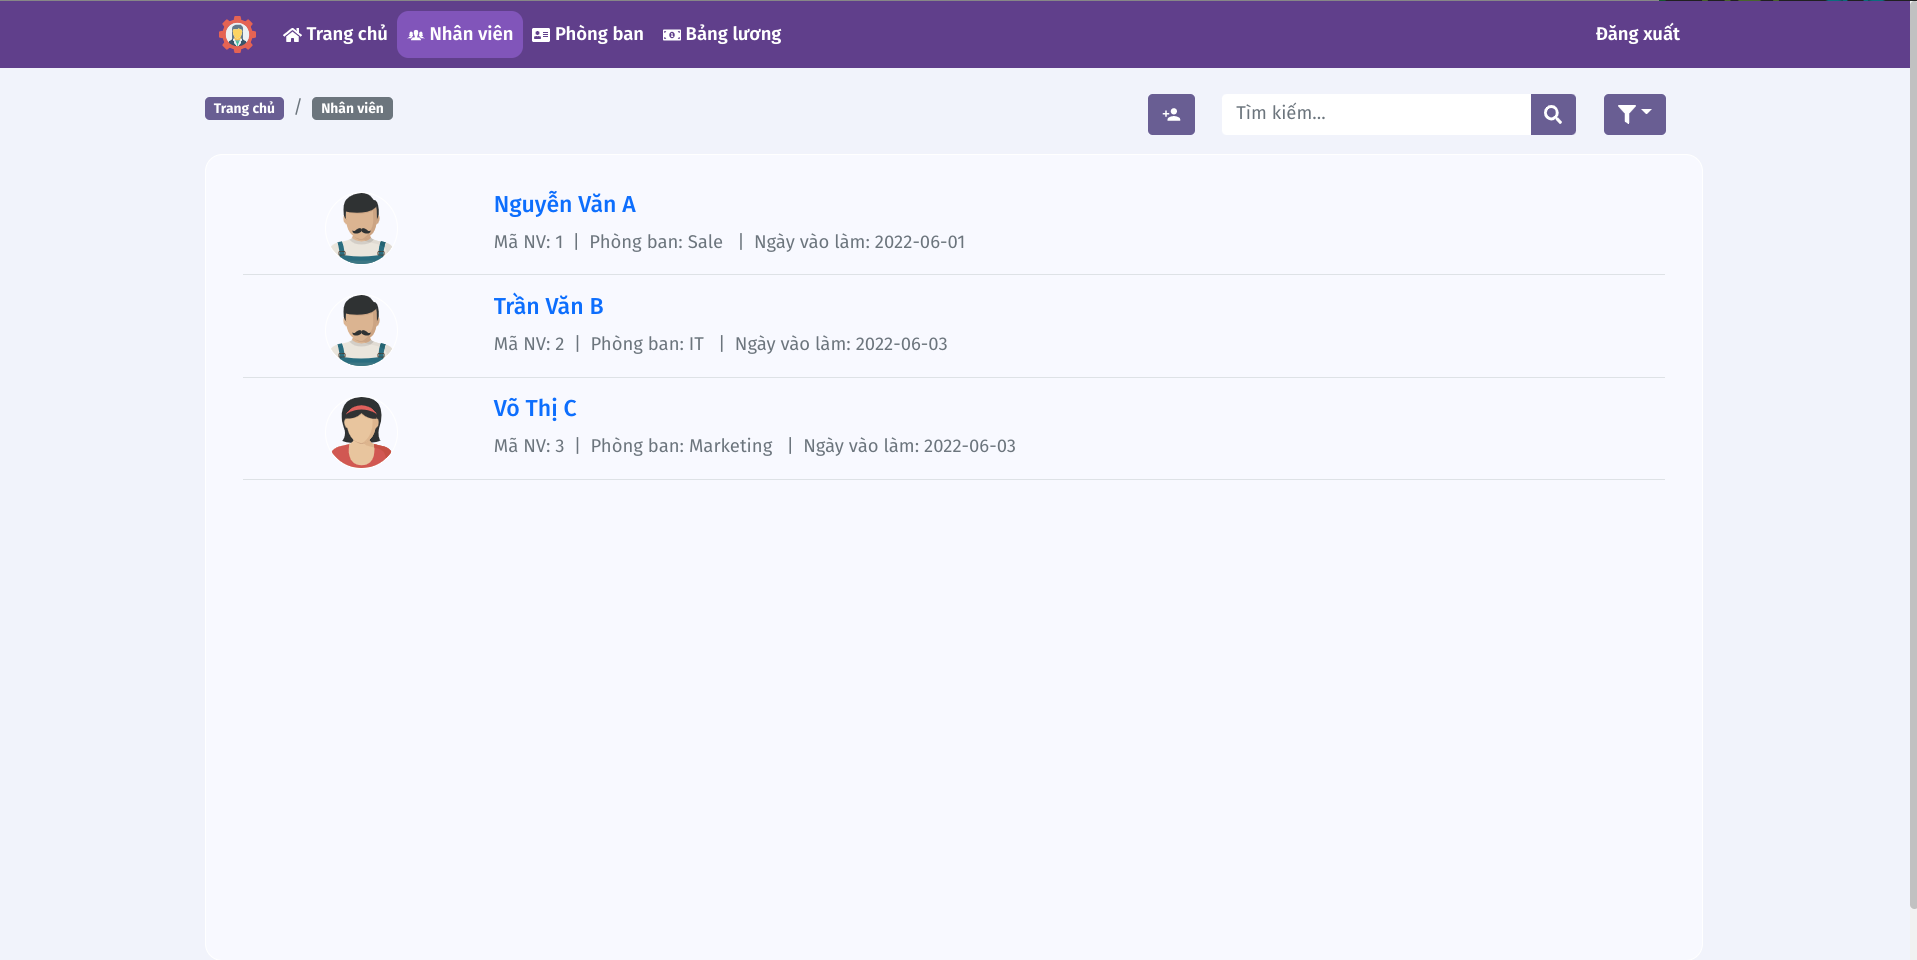 Trang chủ Nhân viên Phòng ban Bảng lương Đăng xuất
Trang chủ / Nhân viên Tìm kiếm...
Nguyễn Văn A
Mã NV: 1 | Phòng ban: Sale | Ngày vào làm: 2022-06-01
Trần Văn B
Mã NV: 2 | Phòng ban: IT | Ngày vào làm: 2022-06-03
Võ Thị C
Mã NV: 3 | Phòng ban: Marketing | Ngày vào làm: 2022-06-03